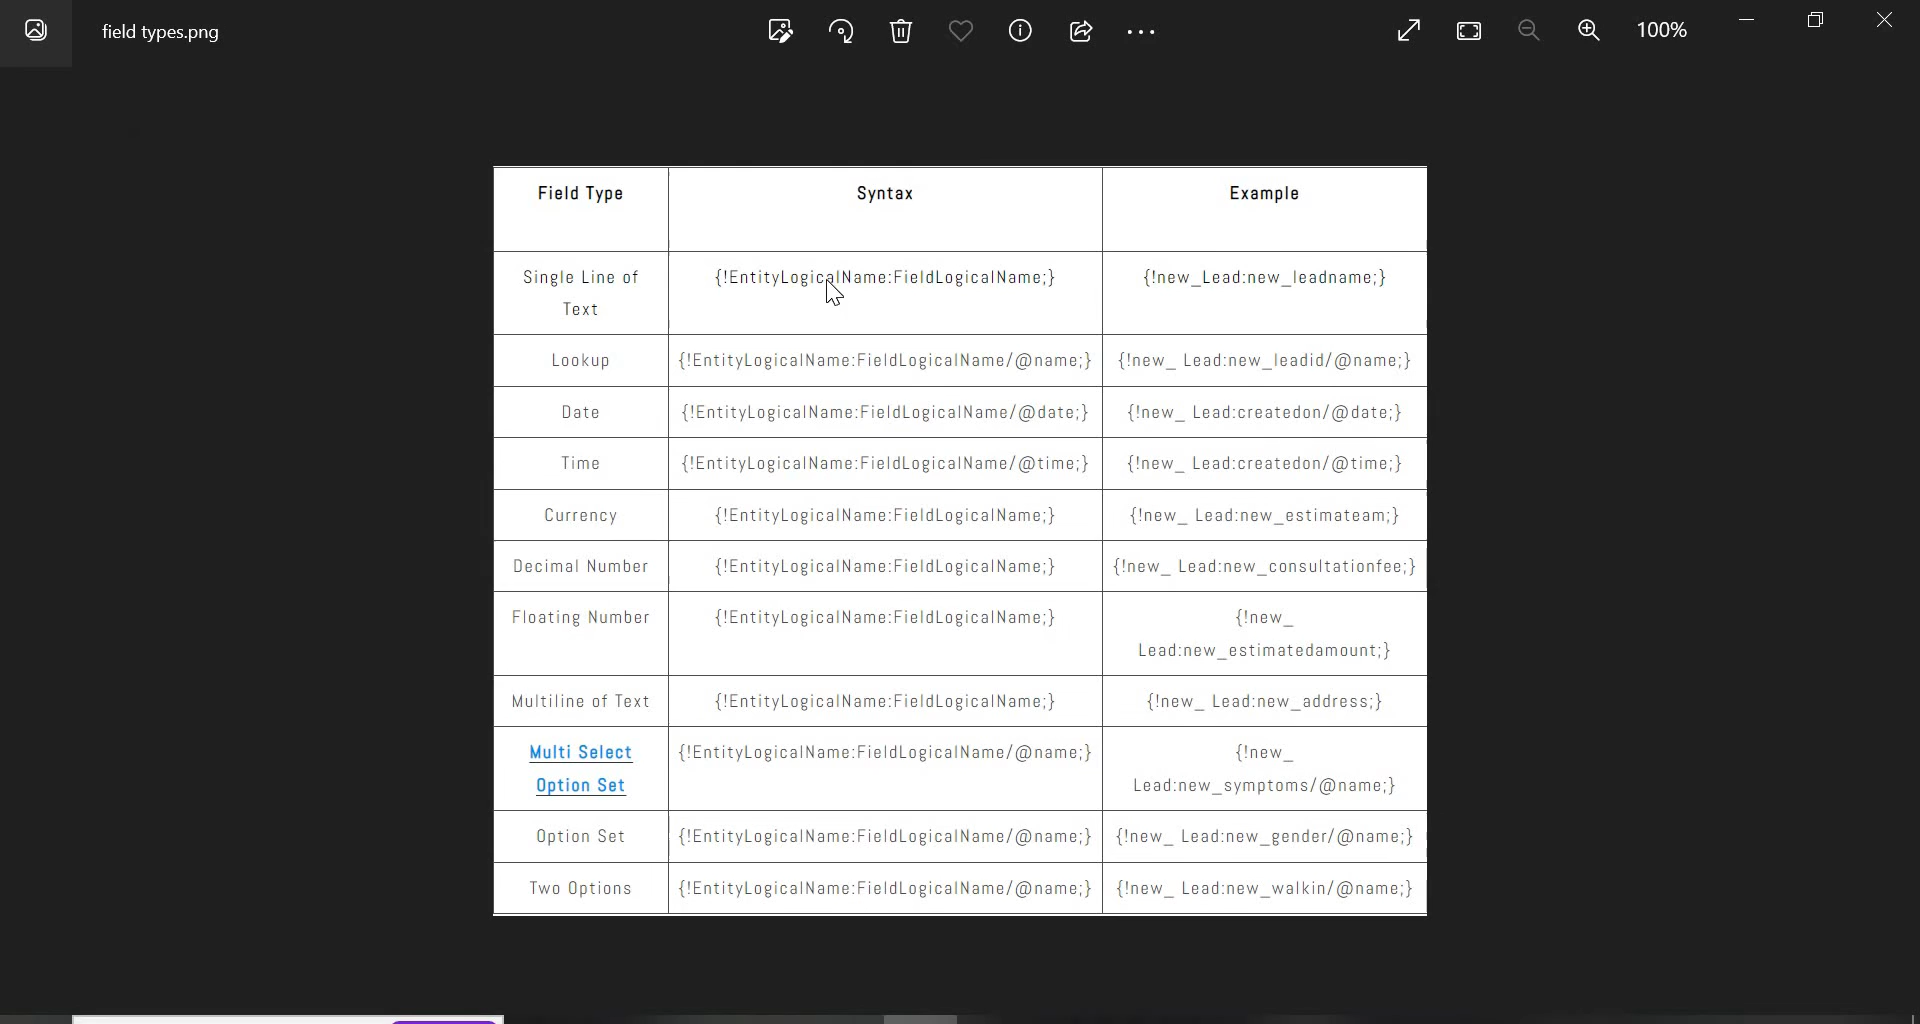 field types.png
100%
Field Type Syntax Example
Single Line of {!EntityLogicalName:FieldLogicalName;} {!new_Lead:new_leadname;}
Text
Lookup {!EntityLogicalName:FieldLogicalName/@name;} {!new_ Lead:new_leadid/@name;}
Date {!EntityLogicalName:FieldLogicalName/@date;} {!new_ Lead:createdon/@date;}
Time {!EntityLogicalName:FieldLogicalName/@time;} {!new_ Lead:createdon/@time;}
Currency {!EntityLogicalName:FieldLogicalName;} {!new_ Lead:new_estimateam;}
Decimal Number {!EntityLogicalName:FieldLogicalName;} {!new_ Lead:new_consultationfee;}
Floating Number {!EntityLogicalName:FieldLogicalName;} {!new_
Lead:new_estimatedamount;}
Multiline of Text {!EntityLogicalName:FieldLogicalName;} {!new_ Lead:new_address;}
Multi Select {!EntityLogicalName:FieldLogicalName/@name;} {!new_
Option Set Lead:new_symptoms/@name;}
Option Set {!EntityLogicalName:FieldLogicalName/@name;} {!new_ Lead:new_gender/@name;}
Two Options {!EntityLogicalName:FieldLogicalName/@name;} {!new_ Lead:new_walkin/@name;}